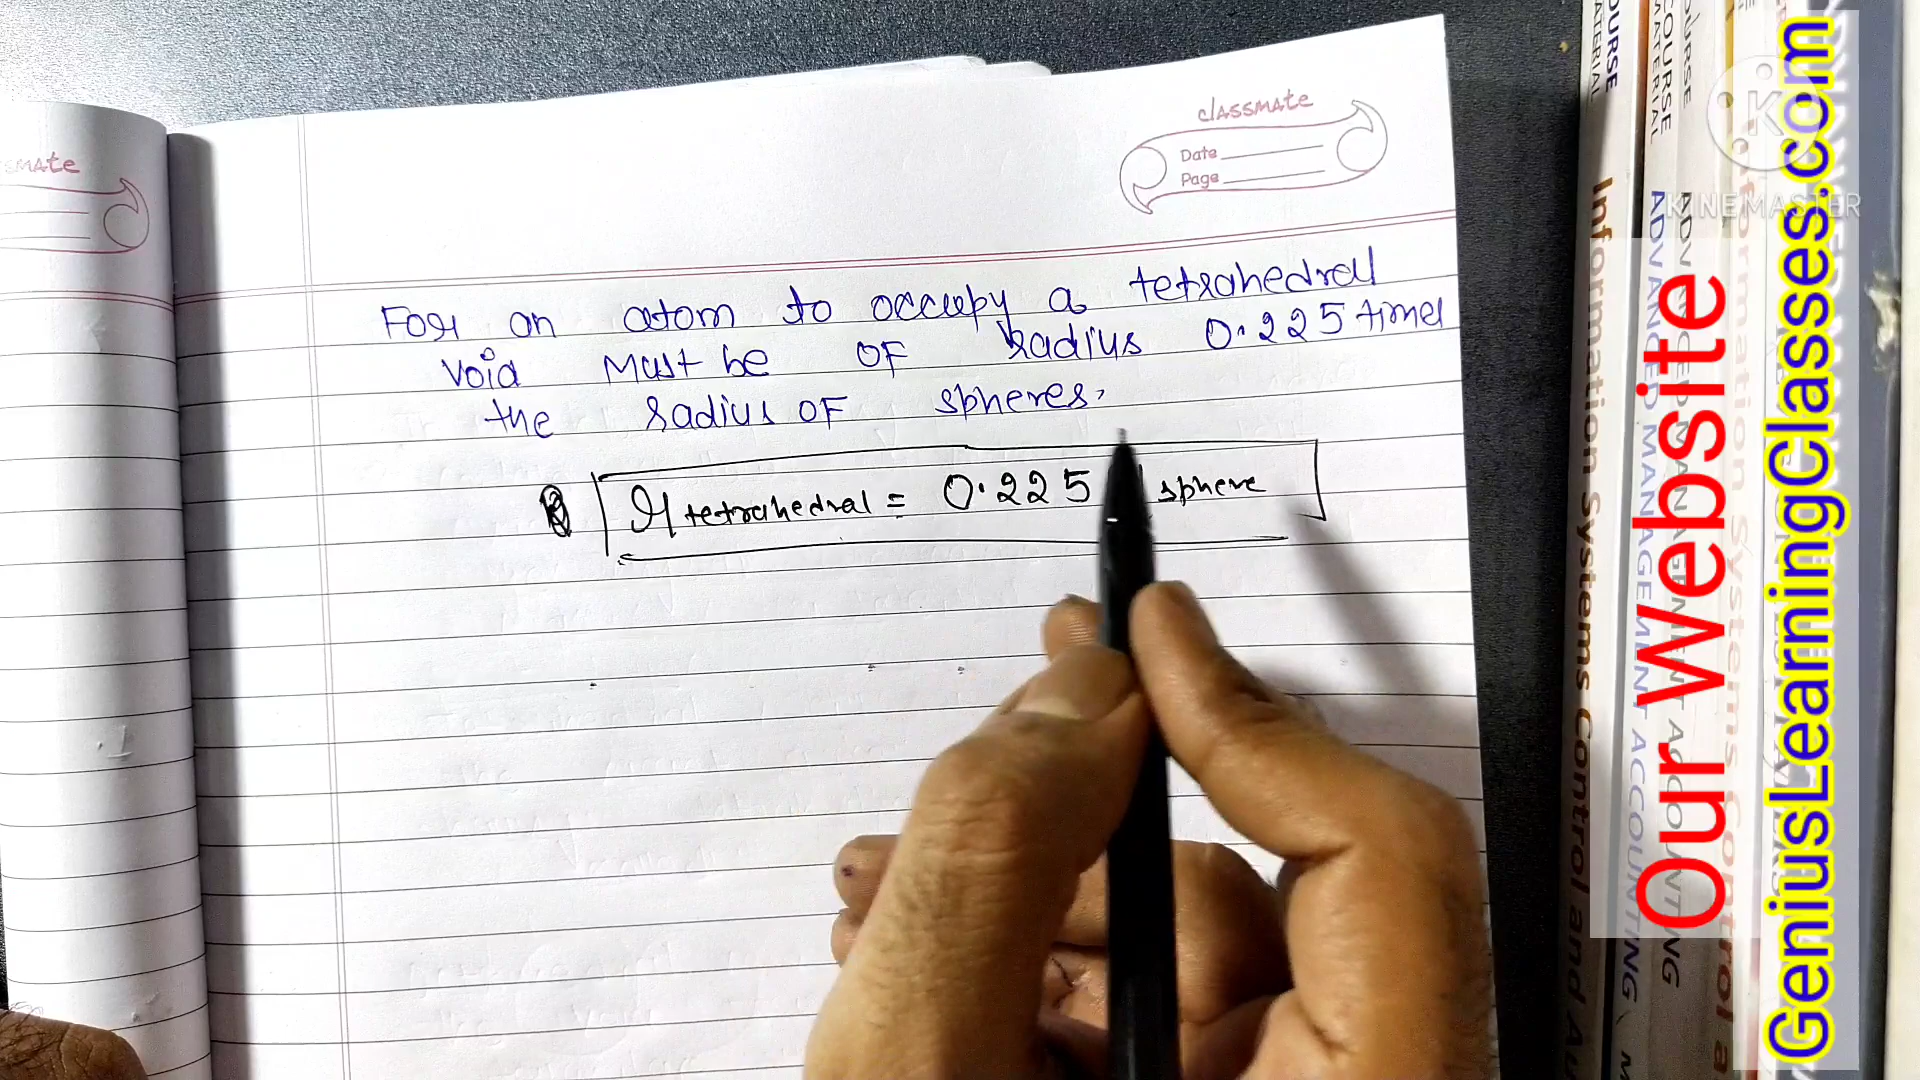 classmate
Date
Page
For an atom to occupy a tetrahedral
void must be OF radius 0.225 times
the radius OF spheres.
r tetrahedral = 0.225 sphere
smate
KINEMASTER
Our Website
GeniusLearningClasses.com
COURSE
MATERIAL
Information Systems Control and
ADVANCED MANAGEMENT ACCOUNTING